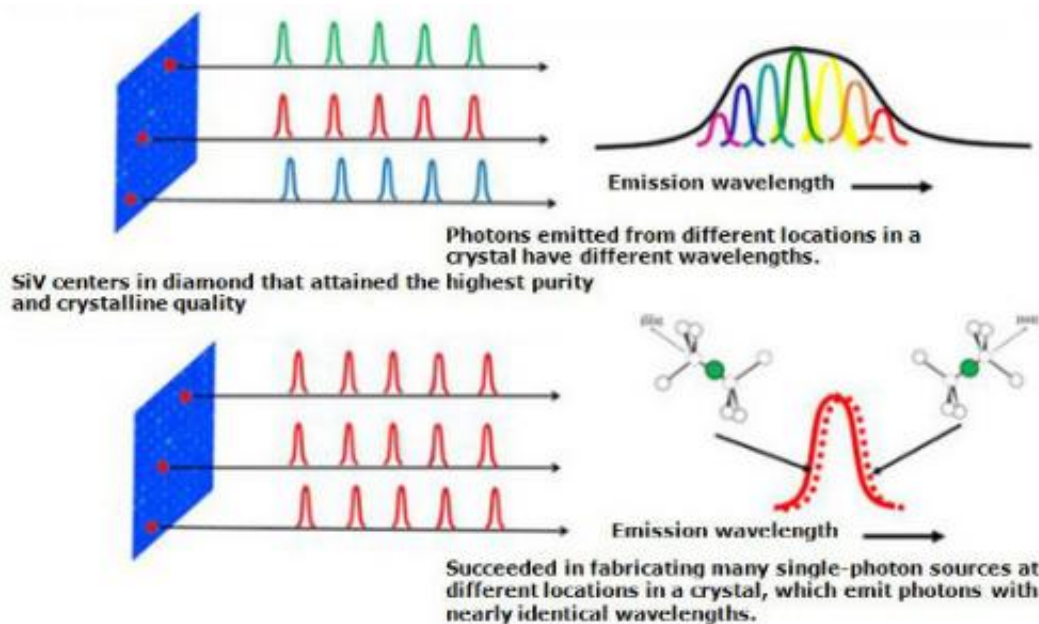 Emission wavelength
Photons emitted from different locations in a
crystal have different wavelengths.
SiV centers in diamond that attained the highest purity
and crystalline quality
Emission wavelength
Succeeded in fabricating many single-photon sources at
different locations in a crystal, which emit photons with
nearly identical wavelengths.